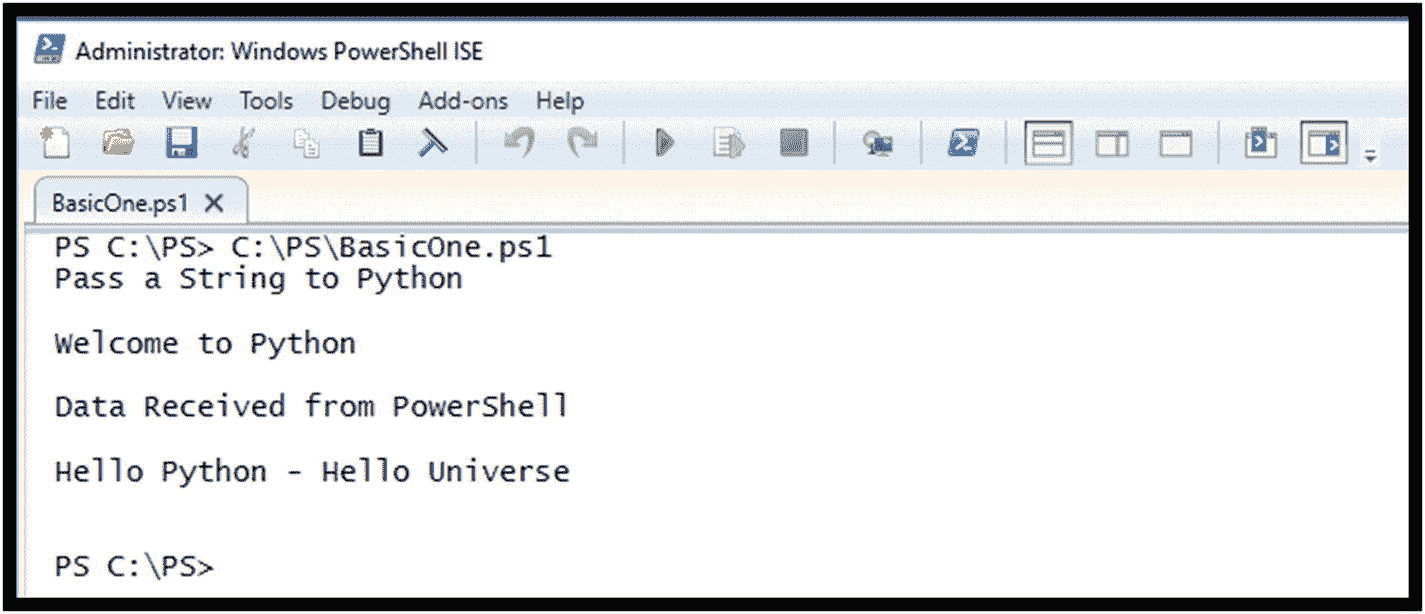 Administrator: Windows PowerShell ISE
File Edit View Tools Debug Add-ons Help
BasicOne.ps1
PS C:\PS> C:\PS\BasicOne.ps1
Pass a String to Python
Welcome to Python
Data Received from PowerShell
Hello Python - Hello Universe
PS C:\PS>